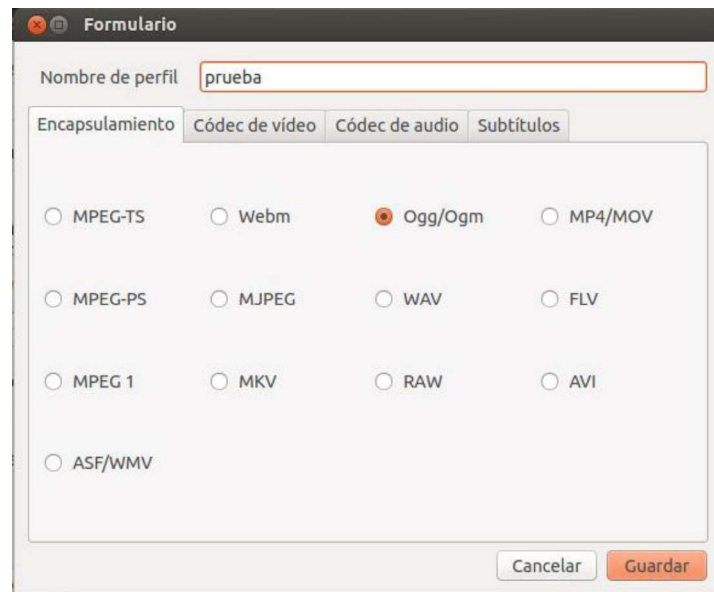 Formulario
Nombre de perfil prueba
Encapsulamiento Códec de vídeo Códec de audio Subtítulos
MPEG-TS Webm Ogg/Ogm MP4/MOV
MPEG-PS MJPEG WAV FLV
MPEG 1 MKV RAW AVI
ASF/WMV
Cancelar Guardar